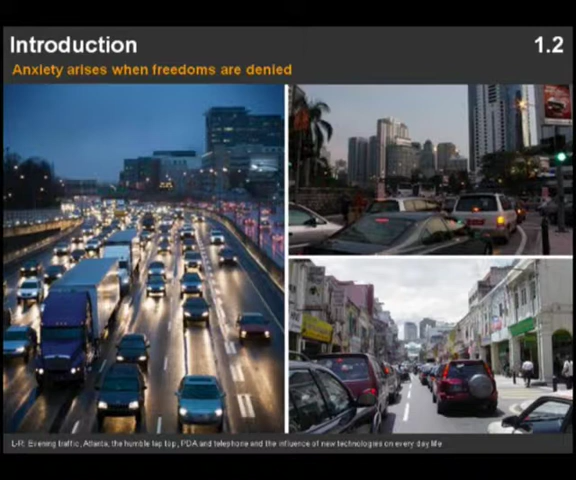 Introduction
1.2
Anxiety arises when freedoms are denied
L-R: Evening traffic, Atlanta, the humble lap top, PDA and telephone and the influence of new technologies on every day life